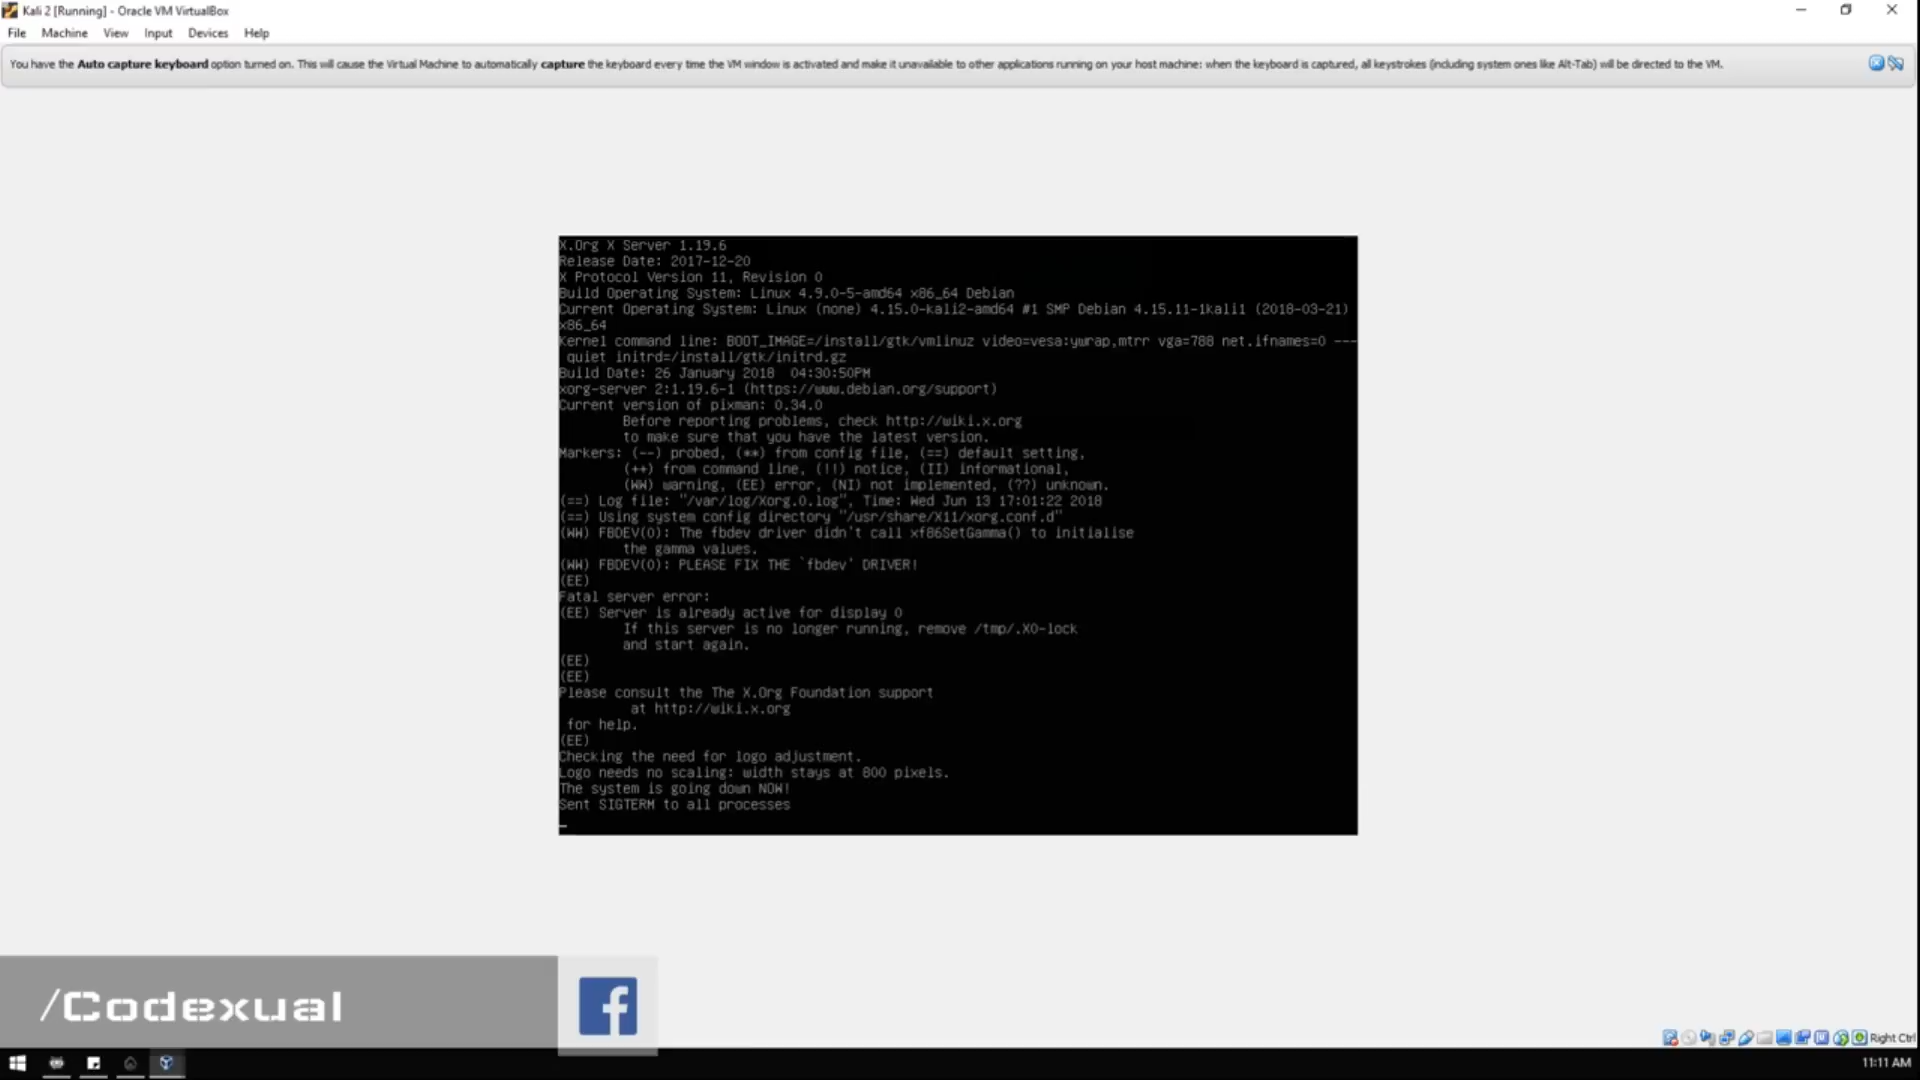 Kali 2 [Running] - Oracle VM VirtualBox
File Machine View Input Devices Help
You have the Auto capture keyboard option turned on. This will cause the Virtual Machine to automatically capture the keyboard every time the VM window is activated and make it unavailable to other applications running on your host machine: when the keyboard is captured, all keystrokes (including system ones like Alt-Tab) will be directed to the VM.
X.Org X Server 1.19.6
Release Date: 2017-12-20
X Protocol Version 11, Revision 0
Build Operating System: Linux 4.9.0-5-amd64 x86_64 Debian
Current Operating System: Linux (none) 4.15.0-kali2-amd64 #1 SMP Debian 4.15.11-1kali1 (2018-03-21)
x86_64
Kernel command line: BOOT_IMAGE=/install/gtk/vmlinuz video=vesa:ywrap,mtrr vga=788 net.ifnames=0 ---
quiet initrd=/install/gtk/initrd.gz
Build Date: 26 January 2018  04:30:50PM
xorg-server 2:1.19.6-1 (https://www.debian.org/support)
Current version of pixman: 0.34.0
Before reporting problems, check http://wiki.x.org
to make sure that you have the latest version.
Markers: (--) probed, (**) from config file, (==) default setting,
(++) from command line, (!!) notice, (II) informational,
(WW) warning, (EE) error, (NI) not implemented, (??) unknown.
(==) Log file: "/var/log/Xorg.0.log", Time: Wed Jun 13 17:01:22 2018
(==) Using system config directory "/usr/share/X11/xorg.conf.d"
(WW) FBDEV(0): The fbdev driver didn't call xf86SetGamma() to initialise
the gamma values.
(WW) FBDEV(0): PLEASE FIX THE `fbdev' DRIVER!
(EE)
Fatal server error:
(EE) Server is already active for display 0
If this server is no longer running, remove /tmp/.X0-lock
and start again.
(EE)
(EE)
Please consult the The X.Org Foundation support
at http://wiki.x.org
for help.
(EE)
Checking the need for logo adjustment.
Logo needs no scaling: width stays at 800 pixels.
The system is going down NOW!
Sent SIGTERM to all processes
/Codexual
Right Ctrl
11:11 AM